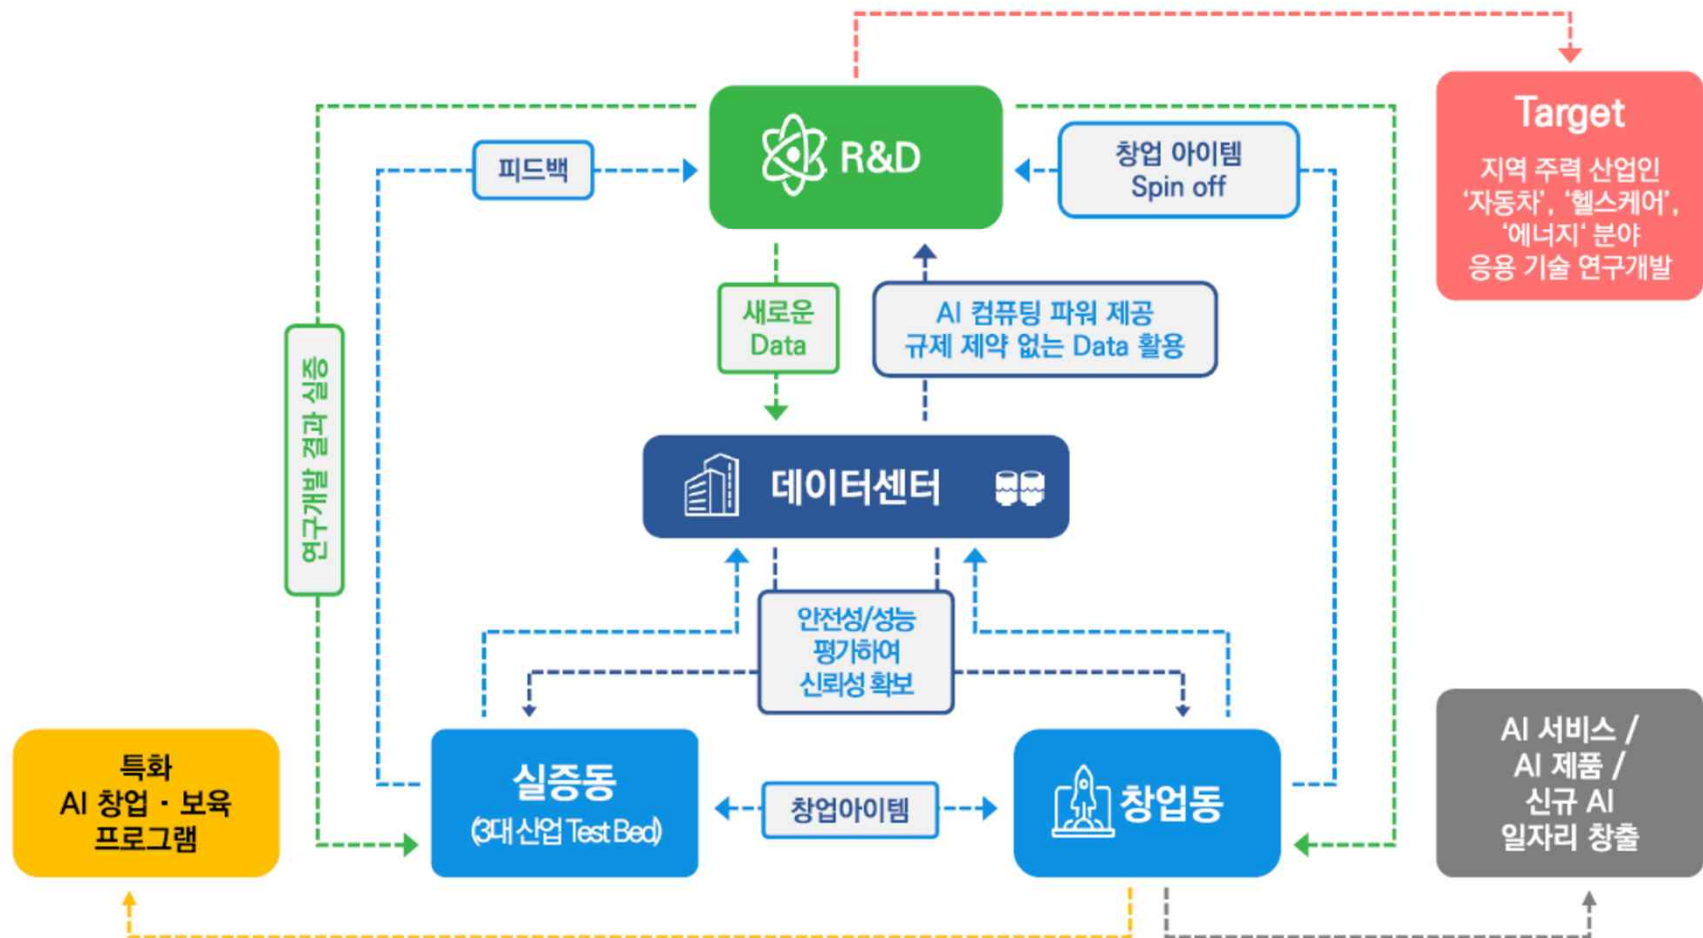 Target
지역 주력 산업인
‘자동차’, ‘헬스케어’,
‘에너지‘ 분야
응용 기술 연구개발
R&D
피드백
창업 아이템
Spin off
새로운
Data
AI 컴퓨팅 파워 제공
규제 제약 없는 Data 활용
연구개발 결과 실증
데이터센터
안전성/성능
평가하여
신뢰성 확보
특화
AI 창업 · 보육
프로그램
실증동
(3대 산업 Test Bed)
창업아이템
창업동
AI 서비스 /
AI 제품 /
신규 AI
일자리 창출